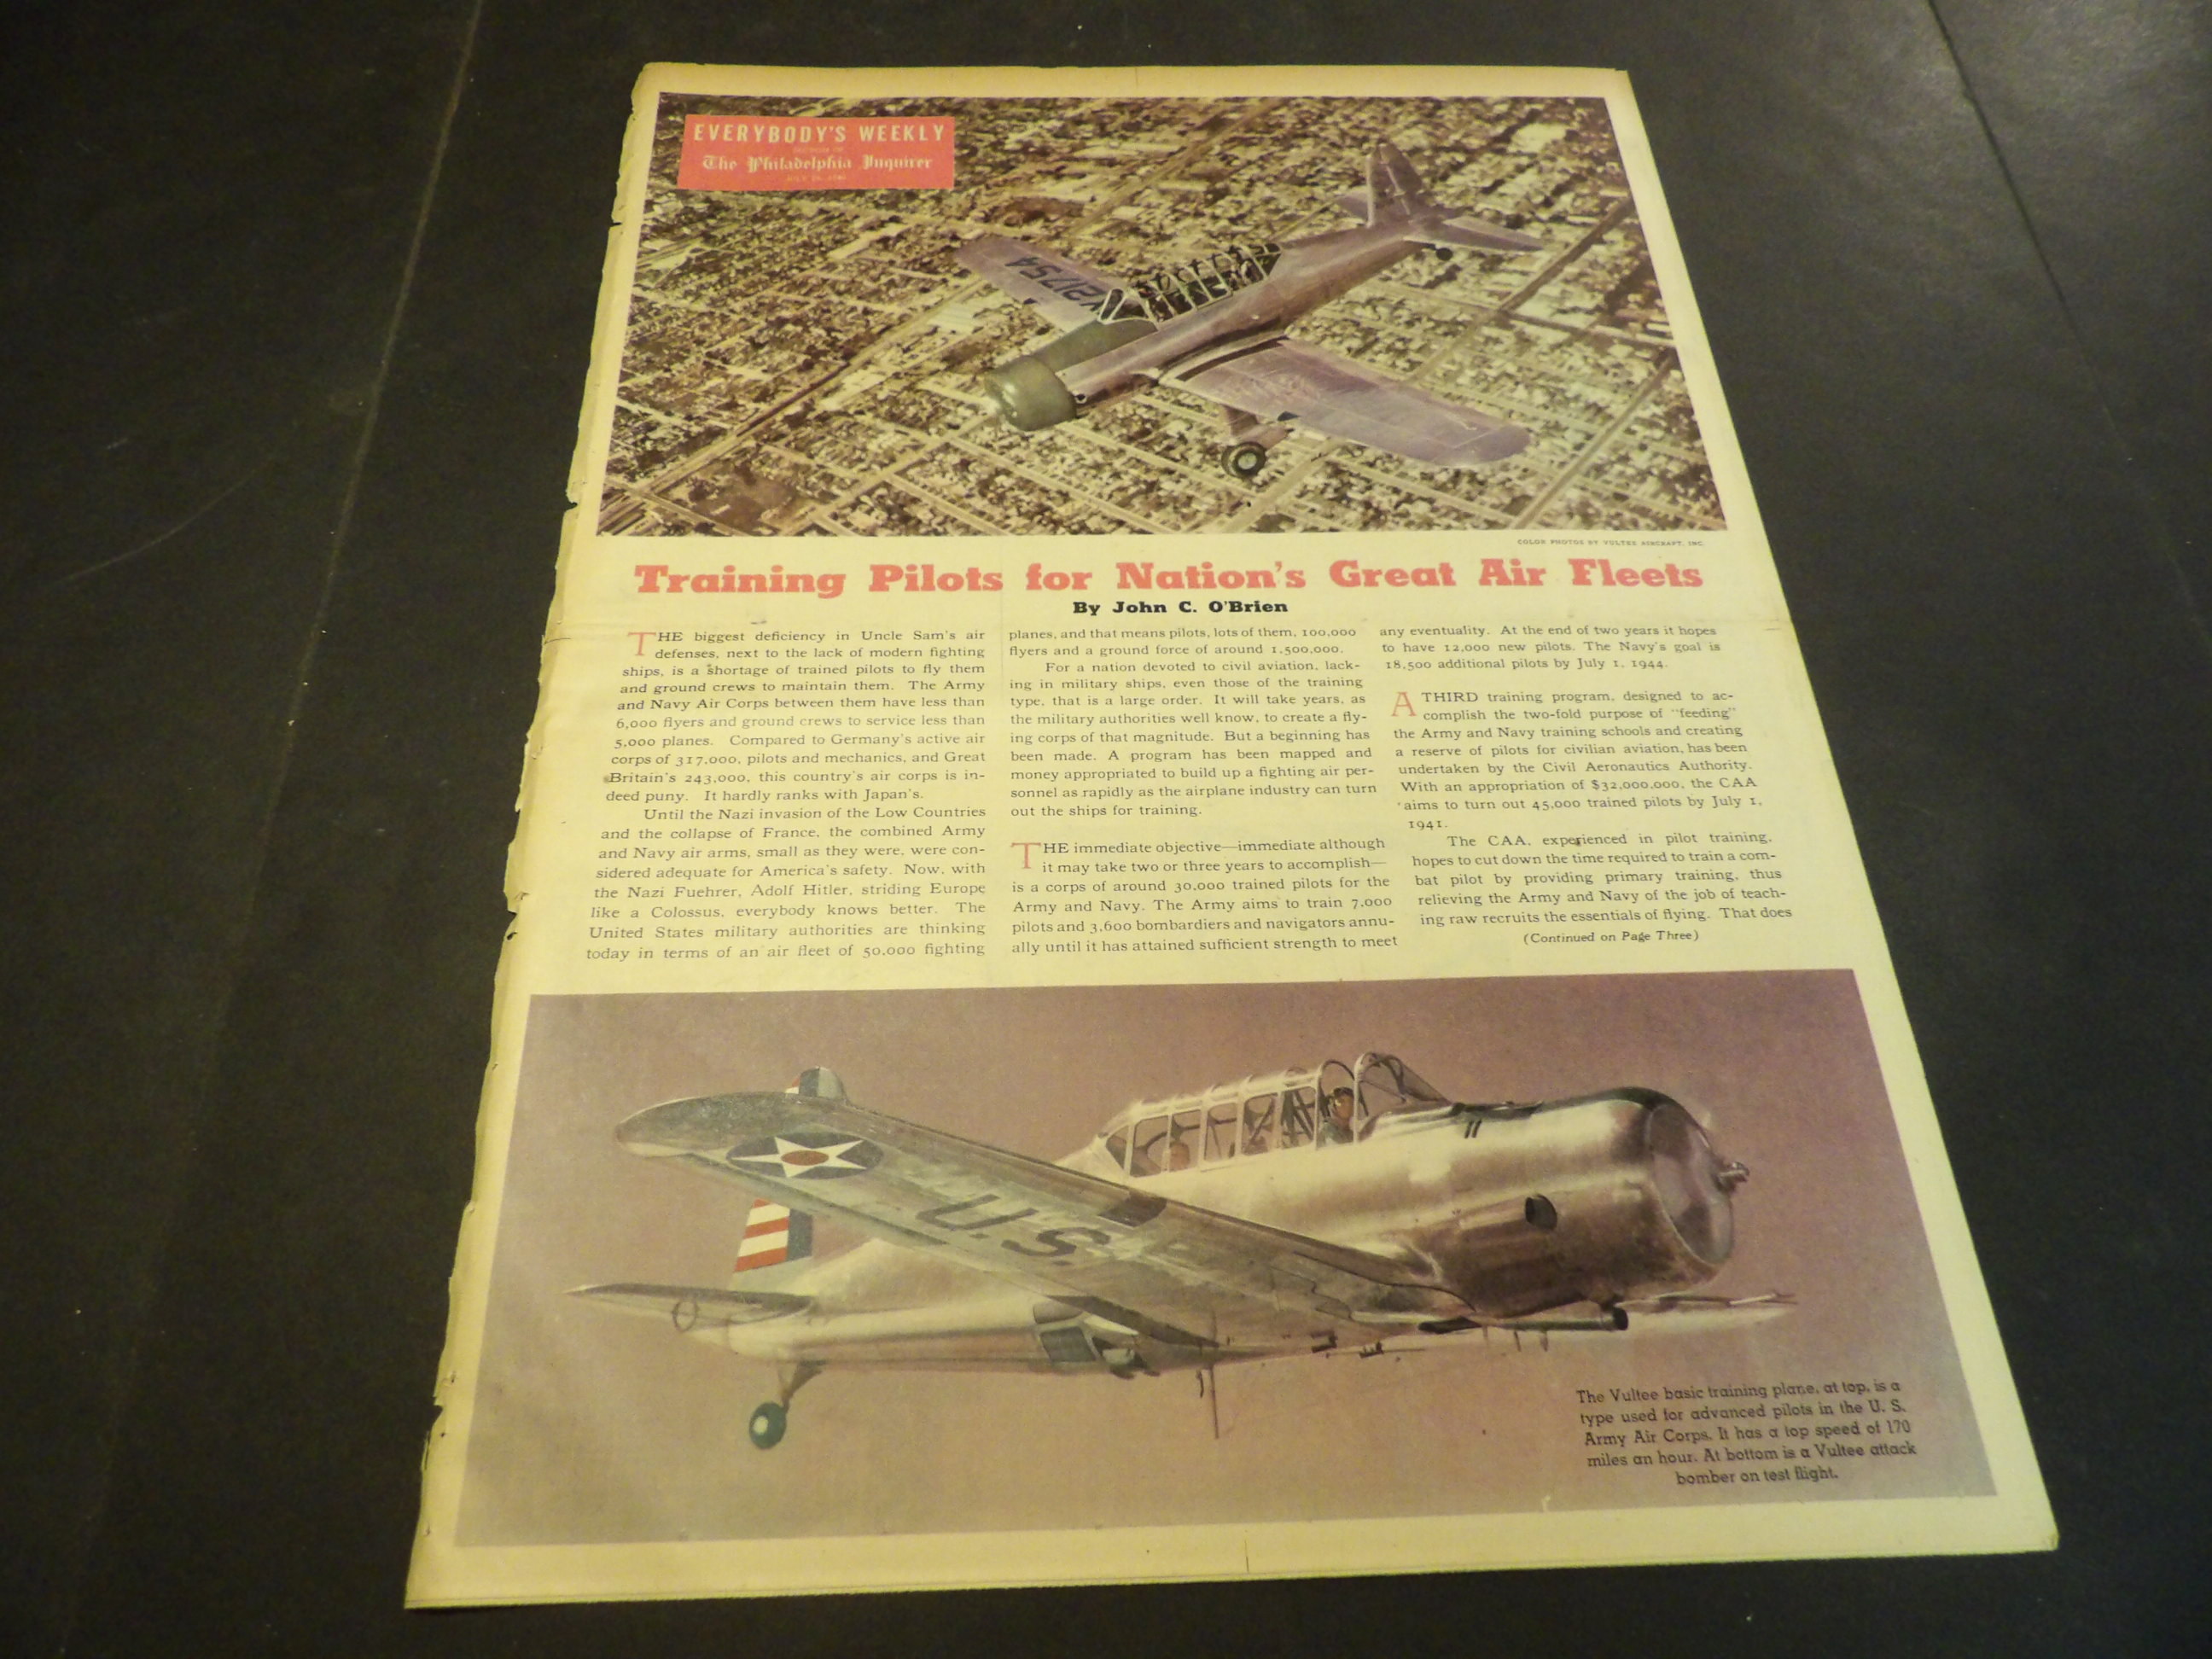 EVERYBODY'S WEEKLY
The Philadelphia Inquirer
COLOR PHOTOS BY VULTEE AIRCRAFT, INC.
Training Pilots for Nation's Great Air Fleets
By John C. O'Brien
THE biggest deficiency in Uncle Sam's air
defenses, next to the lack of modern fighting
ships, is a shortage of trained pilots to fly them
and ground crews to maintain them. The Army
and Navy Air Corps between them have less than
6,000 flyers and ground crews to service less than
5,000 planes. Compared to Germany's active air
corps of 317,000, pilots and mechanics, and Great
Britain's 243,000, this country's air corps is in-
deed puny. It hardly ranks with Japan's.
Until the Nazi invasion of the Low Countries
and the collapse of France, the combined Army
and Navy air arms, small as they were, were con-
sidered adequate for America's safety. Now, with
the Nazi Fuehrer, Adolf Hitler, striding Europe
like a Colossus, everybody knows better. The
United States military authorities are thinking
today in terms of an air fleet of 50,000 fighting
planes, and that means pilots, lots of them, 100,000
flyers and a ground force of around 1,500,000.
For a nation devoted to civil aviation, lack-
ing in military ships, even those of the training
type, that is a large order. It will take years, as
the military authorities well know, to create a fly-
ing corps of that magnitude. But a beginning has
been made. A program has been mapped and
money appropriated to build up a fighting air per-
sonnel as rapidly as the airplane industry can turn
out the ships for training.
THE immediate objective—immediate although
it may take two or three years to accomplish—
is a corps of around 30,000 trained pilots for the
Army and Navy. The Army aims to train 7,000
pilots and 3,600 bombardiers and navigators annu-
ally until it has attained sufficient strength to meet
any eventuality. At the end of two years it hopes
to have 12,000 new pilots. The Navy's goal is
18,500 additional pilots by July 1, 1944.
A THIRD training program, designed to ac-
complish the two-fold purpose of "feeding"
the Army and Navy training schools and creating
a reserve of pilots for civilian aviation, has been
undertaken by the Civil Aeronautics Authority.
With an appropriation of $32,000,000, the CAA
aims to turn out 45,000 trained pilots by July 1,
1941.
The CAA, experienced in pilot training,
hopes to cut down the time required to train a com-
bat pilot by providing primary training, thus
relieving the Army and Navy of the job of teach-
ing raw recruits the essentials of flying. That does
(Continued on Page Three)
U.S.
The Vultee basic training plane, at top, is a
type used for advanced pilots in the U. S.
Army Air Corps. It has a top speed of 170
miles an hour. At bottom is a Vultee attack
bomber on test flight.